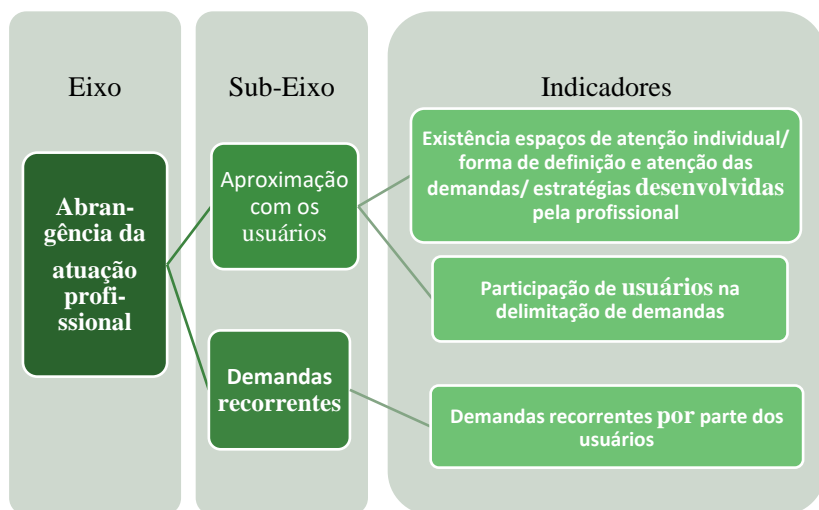 Eixo
Sub-Eixo
Indicadores
Abran-
gência da
atuação
profi-
ssional
Aproximação
com os
usuários
Demandas
recorrentes
Existência espaços de atenção individual/
forma de definição e atenção das
demandas/ estratégias desenvolvidas
pela profissional
Participação de usuários na
delimitação de demandas
Demandas recorrentes por parte dos
usuários